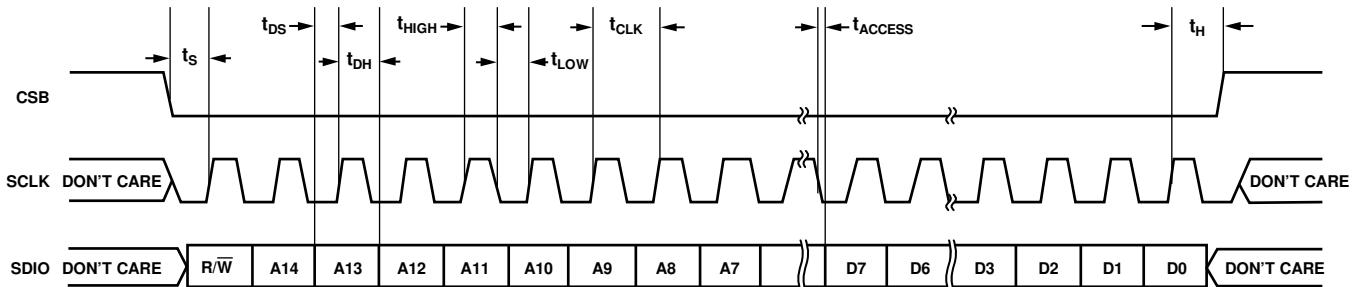 tDS tHIGH tCLK tACCESS tH
tS tDH tLOW
CSB
SCLK DON'T CARE DON'T CARE
SDIO DON'T CARE R/W̅ A14 A13 A12 A11 A10 A9 A8 A7 D7 D6 D3 D2 D1 D0 DON'T CARE